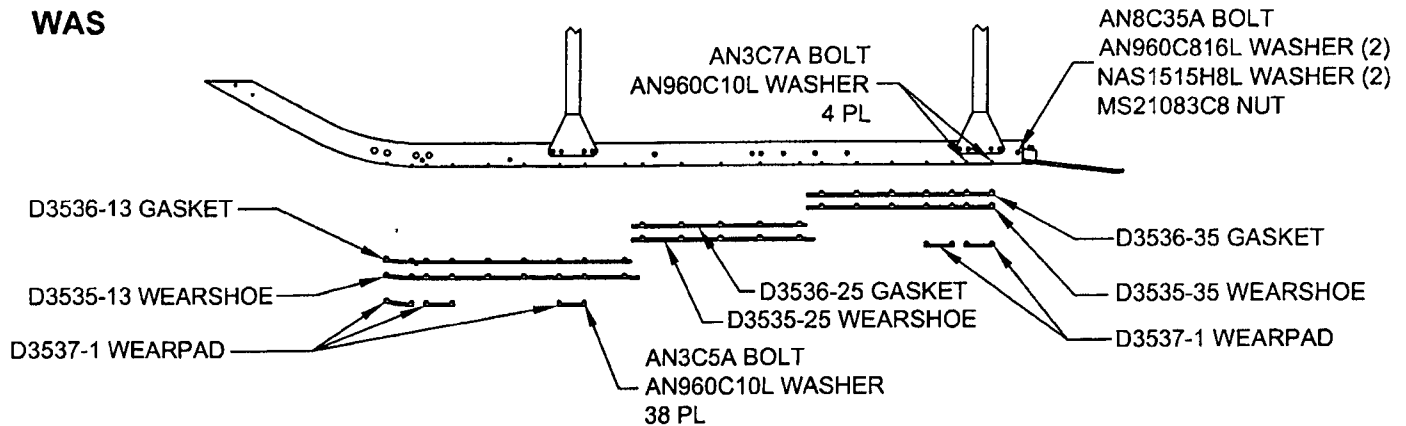 WAS
AN3C7A BOLT
AN960C10L WASHER
4 PL
AN8C35A BOLT
AN960C816L WASHER (2)
NAS1515H8L WASHER (2)
MS21083C8 NUT
D3536-13 GASKET
D3535-13 WEARSHOE
D3537-1 WEARPAD
D3536-25 GASKET
D3535-25 WEARSHOE
AN3C5A BOLT
AN960C10L WASHER
38 PL
D3536-35 GASKET
D3535-35 WEARSHOE
D3537-1 WEARPAD